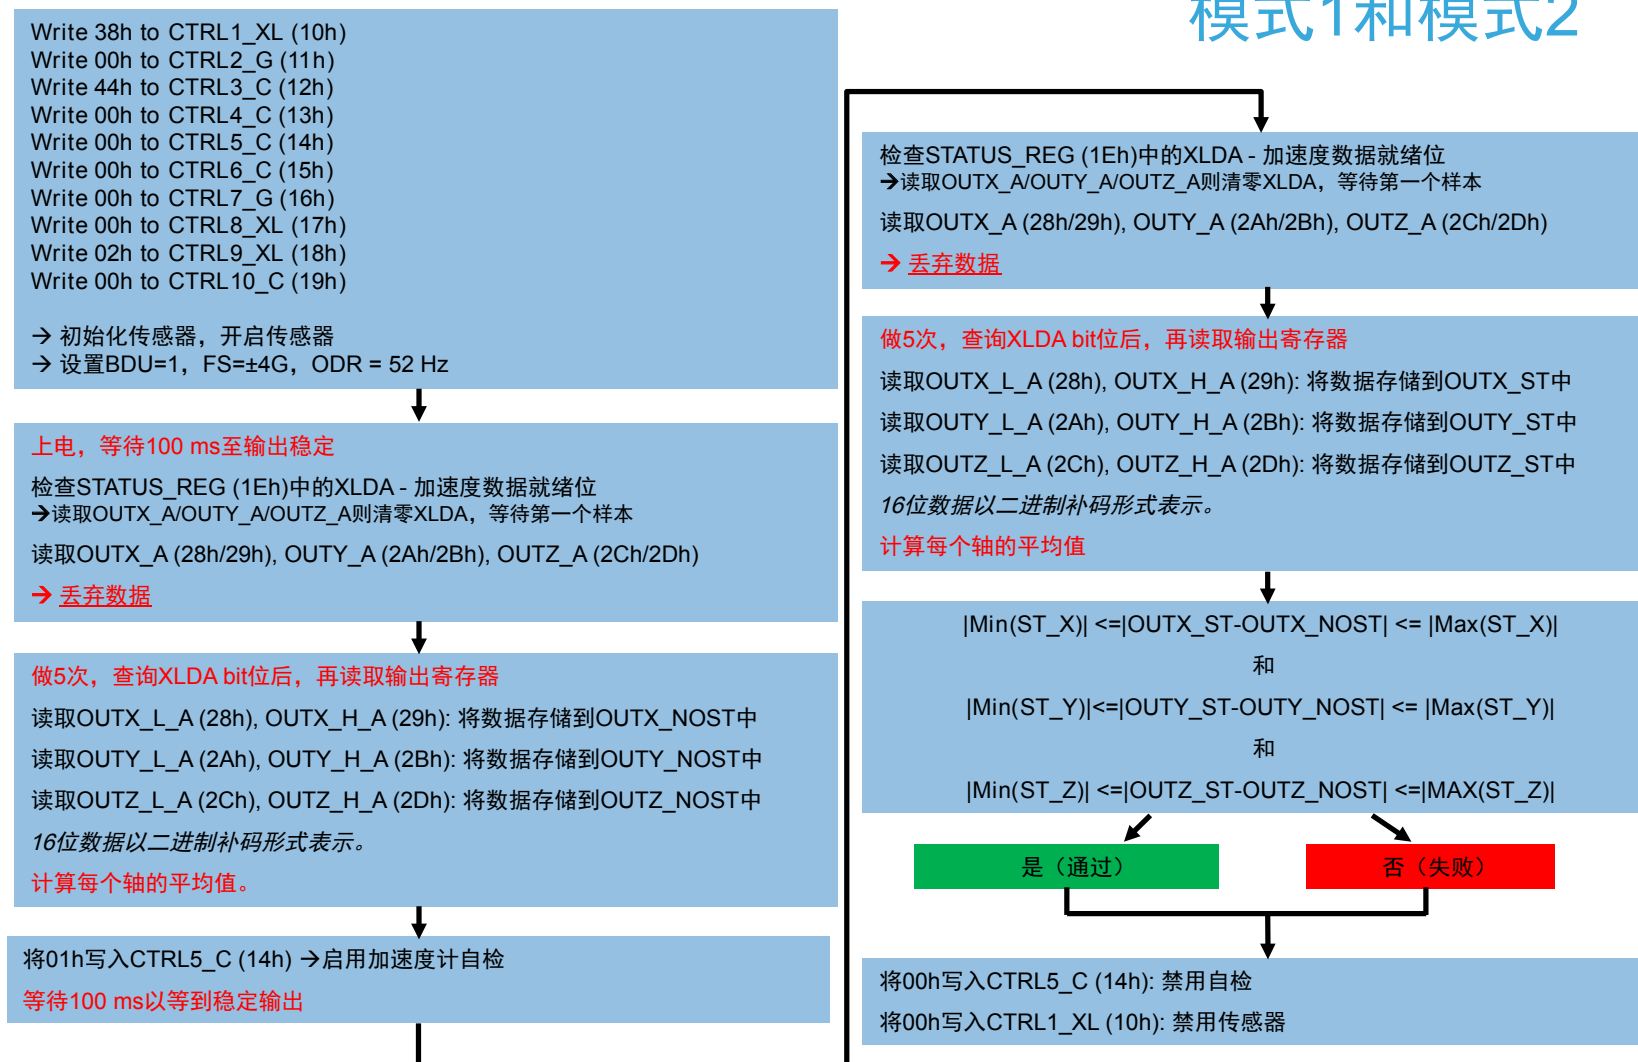 模式1和模式2
Write 38h to CTRL1_XL (10h)
Write 00h to CTRL2_G (11h)
Write 44h to CTRL3_C (12h)
Write 00h to CTRL4_C (13h)
Write 00h to CTRL5_C (14h)
Write 00h to CTRL6_C (15h)
Write 00h to CTRL7_G (16h)
Write 00h to CTRL8_XL (17h)
Write 02h to CTRL9_XL (18h)
Write 00h to CTRL10_C (19h)
→ 初始化传感器，开启传感器
→ 设置BDU=1，FS=±4G，ODR = 52 Hz
上电，等待100 ms至输出稳定
检查STATUS_REG (1Eh)中的XLDA - 加速度数据就绪位
→读取OUTX_A/OUTY_A/OUTZ_A则清零XLDA，等待第一个样本
读取OUTX_A (28h/29h), OUTY_A (2Ah/2Bh), OUTZ_A (2Ch/2Dh)
→ 丢弃数据
做5次，查询XLDA bit位后，再读取输出寄存器
读取OUTX_L_A (28h), OUTX_H_A (29h): 将数据存储到OUTX_NOST中
读取OUTY_L_A (2Ah), OUTY_H_A (2Bh): 将数据存储到OUTY_NOST中
读取OUTZ_L_A (2Ch), OUTZ_H_A (2Dh): 将数据存储到OUTZ_NOST中
16位数据以二进制补码形式表示。
计算每个轴的平均值。
将01h写入CTRL5_C (14h) →启用加速度计自检
等待100 ms以等到稳定输出
检查STATUS_REG (1Eh)中的XLDA - 加速度数据就绪位
→读取OUTX_A/OUTY_A/OUTZ_A则清零XLDA，等待第一个样本
读取OUTX_A (28h/29h), OUTY_A (2Ah/2Bh), OUTZ_A (2Ch/2Dh)
→ 丢弃数据
做5次，查询XLDA bit位后，再读取输出寄存器
读取OUTX_L_A (28h), OUTX_H_A (29h): 将数据存储到OUTX_ST中
读取OUTY_L_A (2Ah), OUTY_H_A (2Bh): 将数据存储到OUTY_ST中
读取OUTZ_L_A (2Ch), OUTZ_H_A (2Dh): 将数据存储到OUTZ_ST中
16位数据以二进制补码形式表示。
计算每个轴的平均值
|Min(ST_X)| <=|OUTX_ST-OUTX_NOST| <= |Max(ST_X)|
和
|Min(ST_Y)|<=|OUTY_ST-OUTY_NOST| <= |Max(ST_Y)|
和
|Min(ST_Z)| <=|OUTZ_ST-OUTZ_NOST| <=|MAX(ST_Z)|
是（通过）
否（失败）
将00h写入CTRL5_C (14h): 禁用自检
将00h写入CTRL1_XL (10h): 禁用传感器